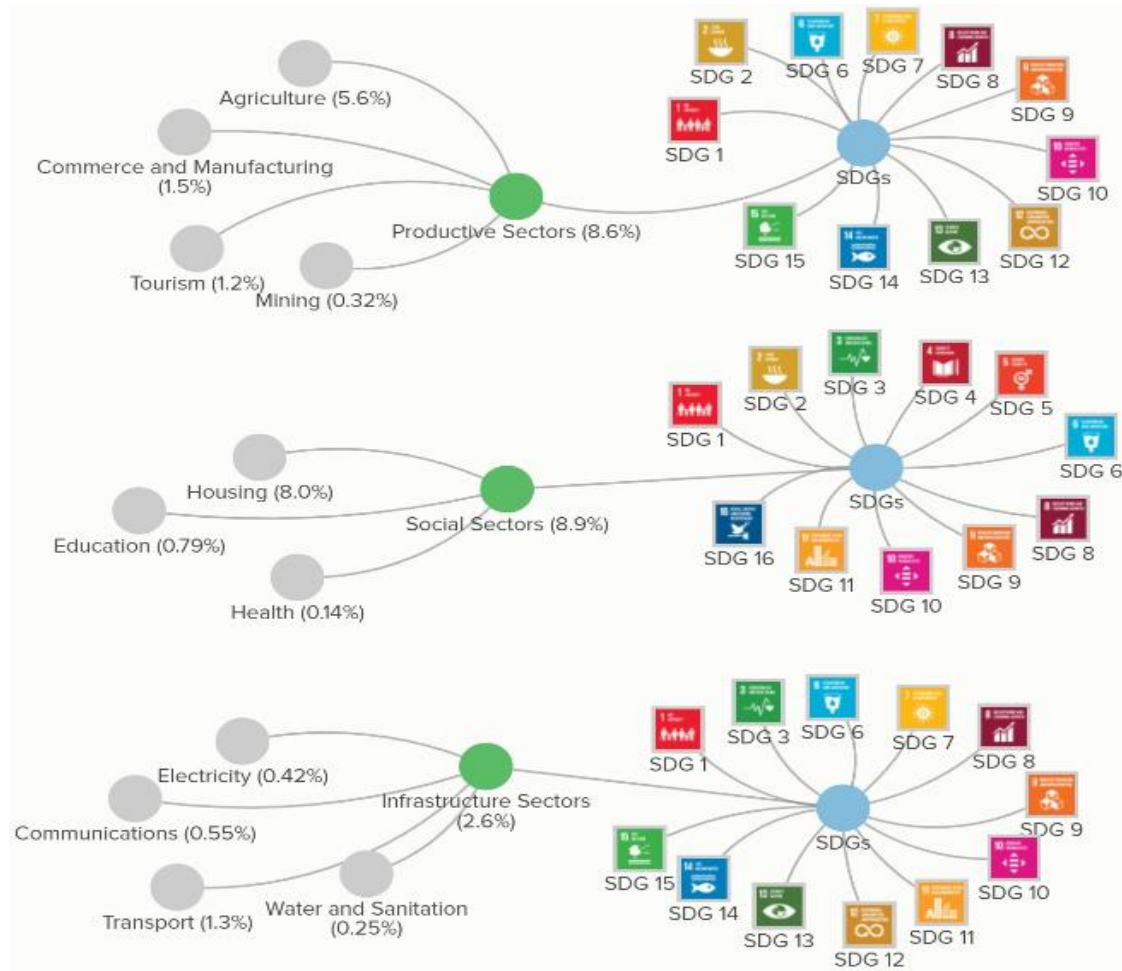 SDG 2
SDG 6
SDG 7
SDG 8
SDG 9
SDG 1
SDG 10
SDGs
SDG 15
SDG 14
SDG 13
SDG 12
Agriculture (5.6%)
Commerce and Manufacturing
(1.5%)
Tourism (1.2%)
Mining (0.32%)
Productive Sectors (8.6%)
SDG 1
SDG 2
SDG 3
SDG 4
SDG 5
SDG 6
SDGs
SDG 16
SDG 11
SDG 10
SDG 9
SDG 8
Housing (8.0%)
Education (0.79%)
Health (0.14%)
Social Sectors (8.9%)
SDG 1
SDG 3
SDG 6
SDG 7
SDG 8
SDG 9
SDGs
SDG 15
SDG 14
SDG 13
SDG 12
SDG 11
SDG 10
Electricity (0.42%)
Communications (0.55%)
Transport (1.3%)
Water and Sanitation
(0.25%)
Infrastructure Sectors
(2.6%)